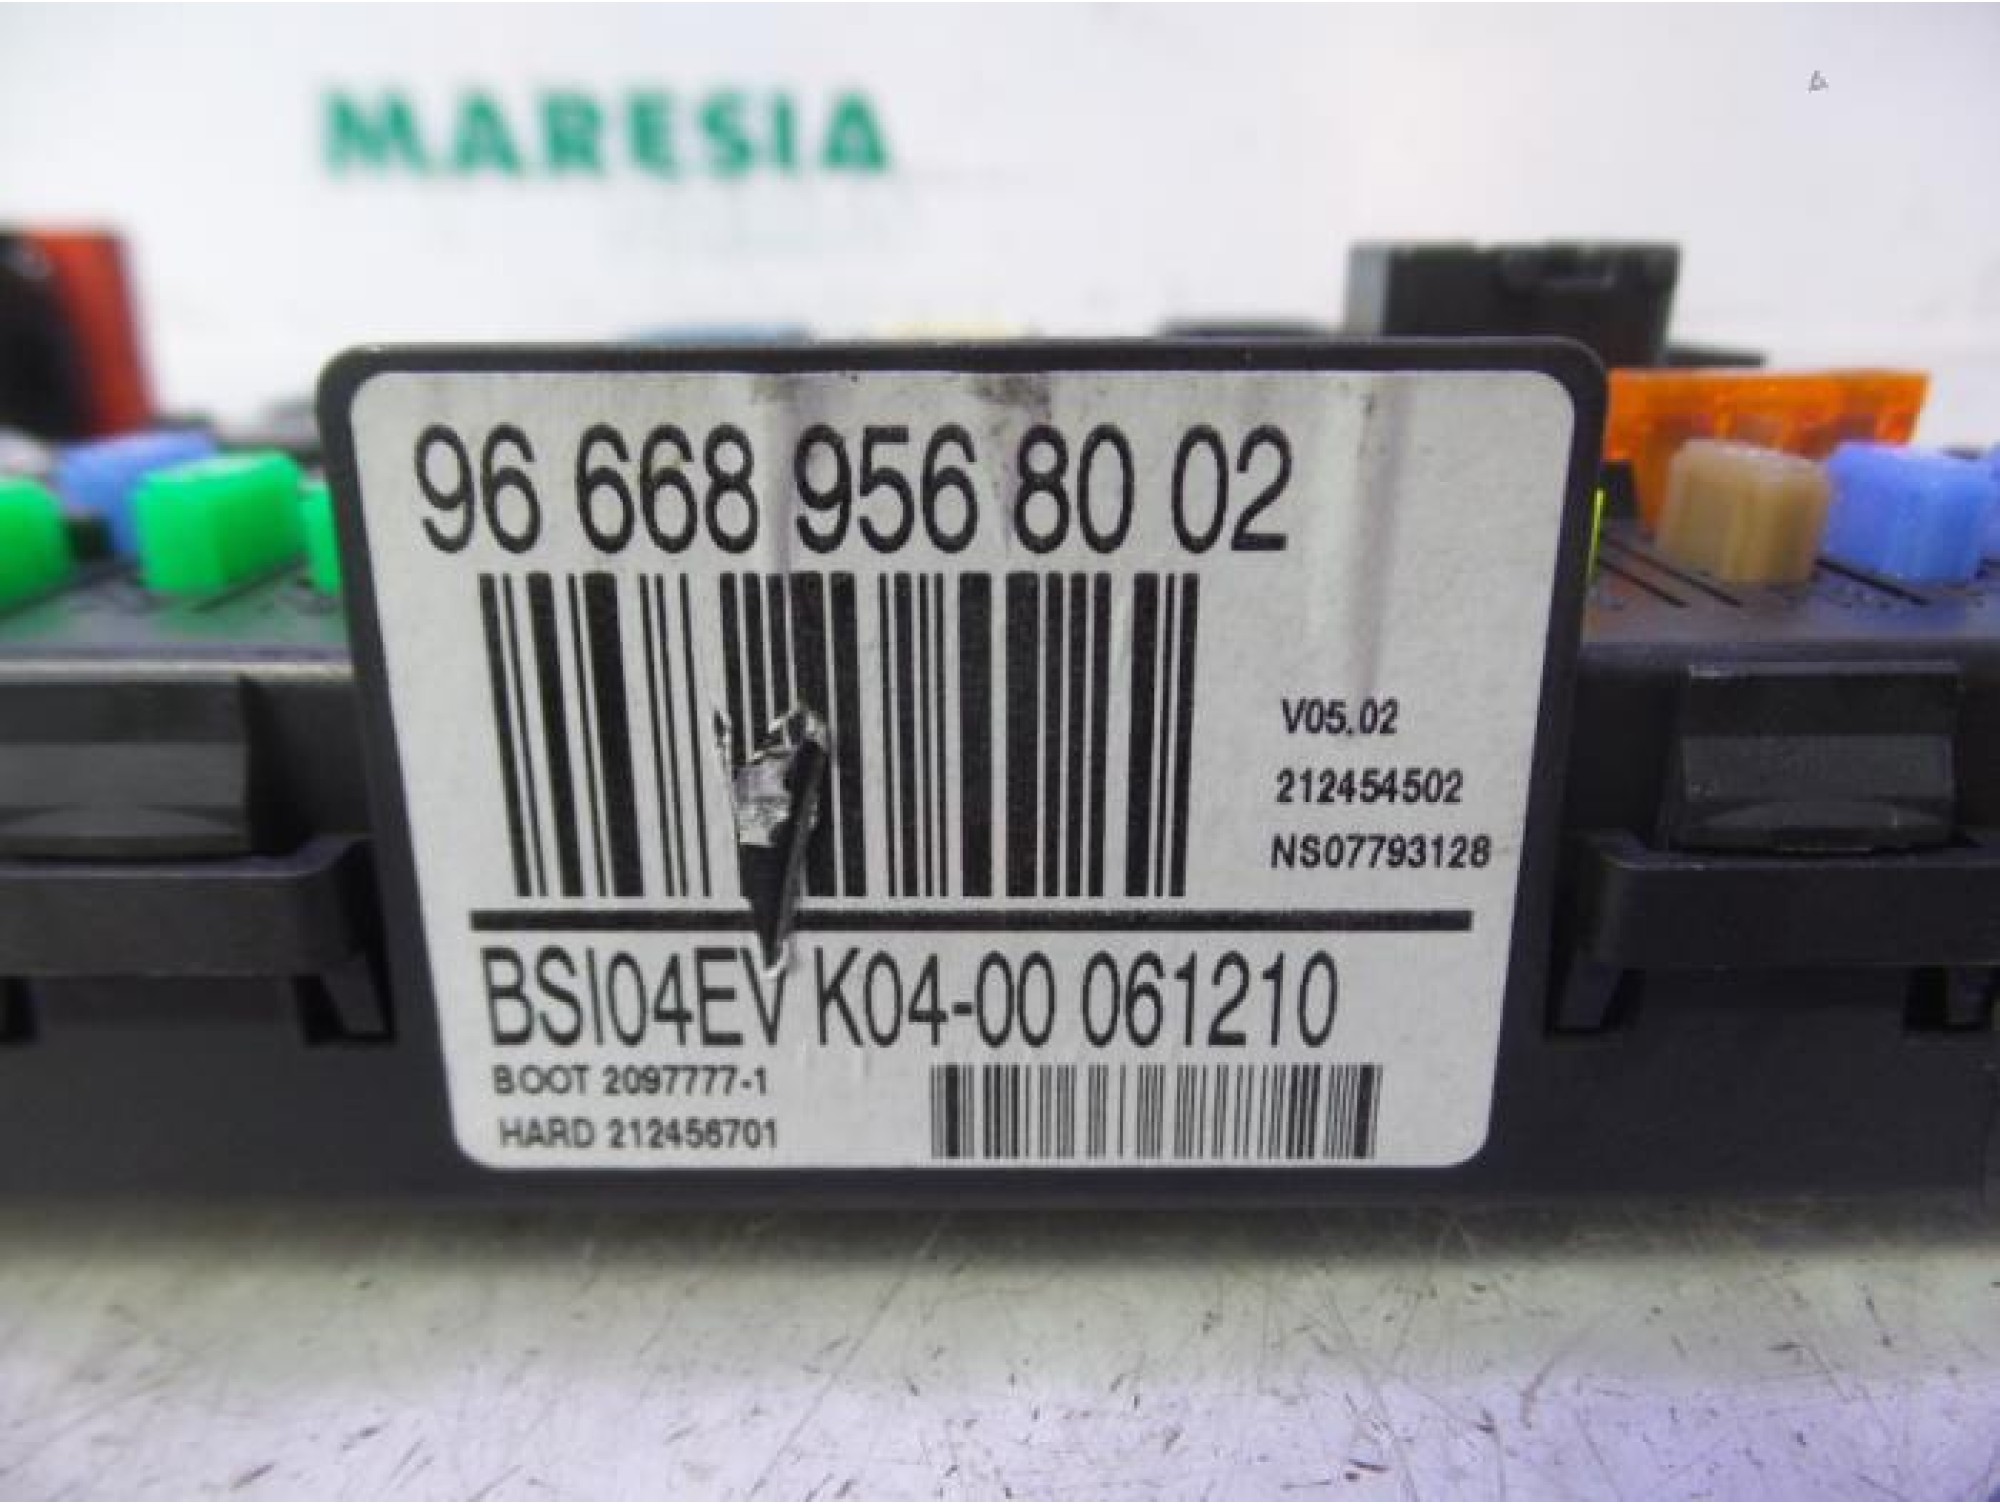 MARESIA
96 668 956 80 02
V05.02
212454502
NS07793128
BSI04EV K04-00 061210
BOOT 2097777-1
HARD 212456701